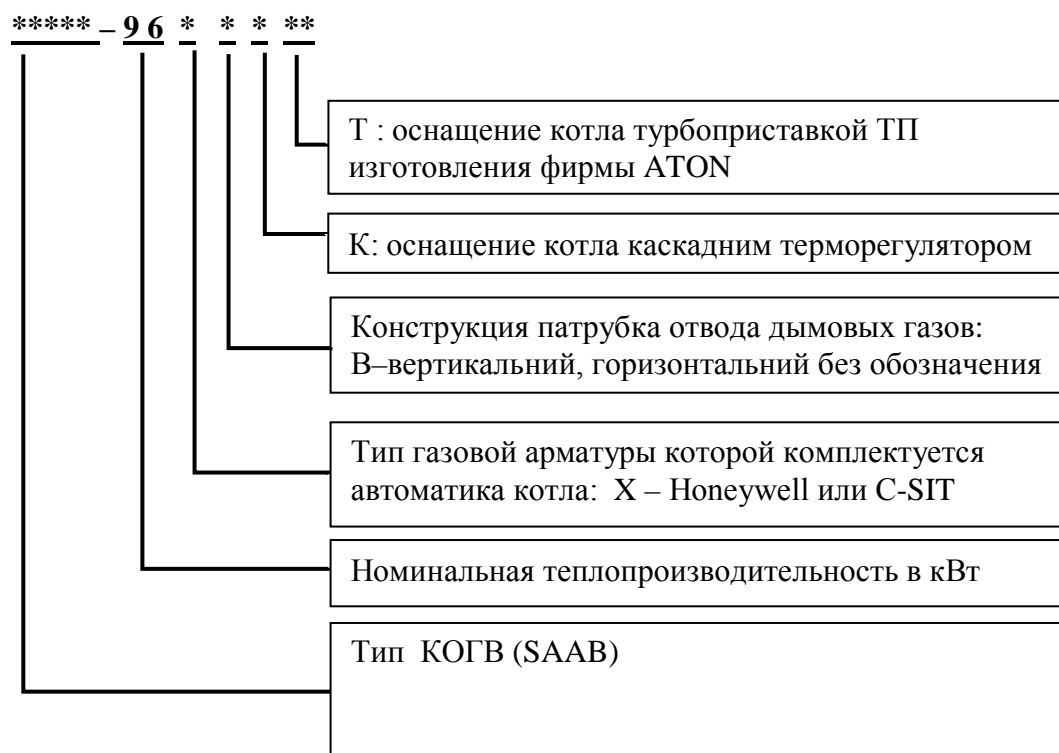 ***** – 9 6 * * * **
Т : оснащение котла турбоприставкой ТП
изготовления фирмы ATON
К: оснащение котла каскадним терморегулятором
Конструкция патрубка отвода дымовых газов:
В–вертикальний, горизонтальний без обозначения
Тип газовой арматуры которой комплектуется
автоматика котла: Х – Honeywell или С-SIT
Номинальная теплопроизводительность в кВт
Тип КОГВ (SAAB)